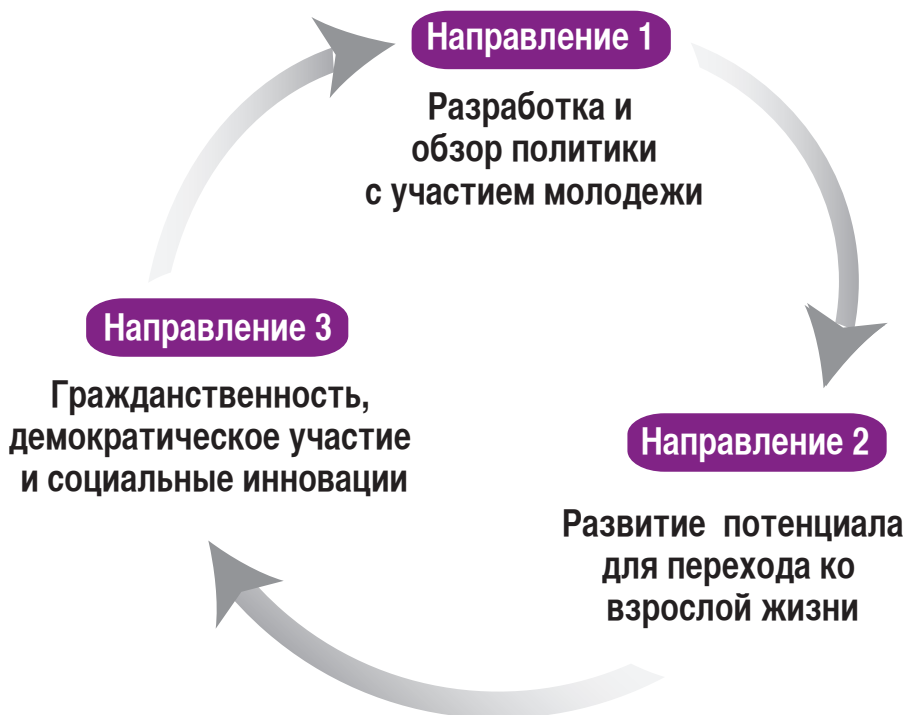 Направление 1
Разработка и
обзор политики
с участием молодежи
Направление 2
Развитие потенциала
для перехода ко
взрослой жизни
Направление 3
Гражданственность,
демократическое участие
и социальные инновации